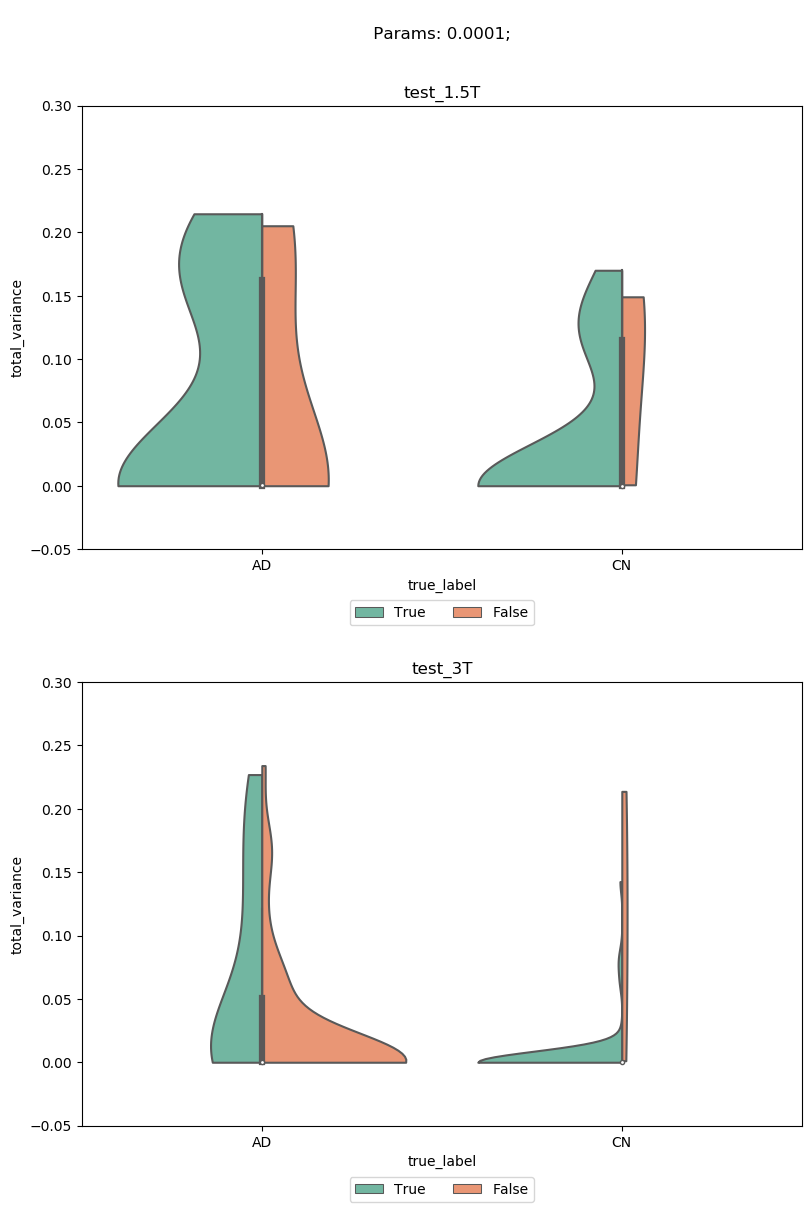 Params: 0.0001;
test_1.5T
0.30
0.25
0.20
0.15
0.10
0.05
0.00
−0.05
total_variance
AD CN
true_label
True False
test_3T
0.30
0.25
0.20
0.15
0.10
0.05
0.00
−0.05
total_variance
AD CN
true_label
True False